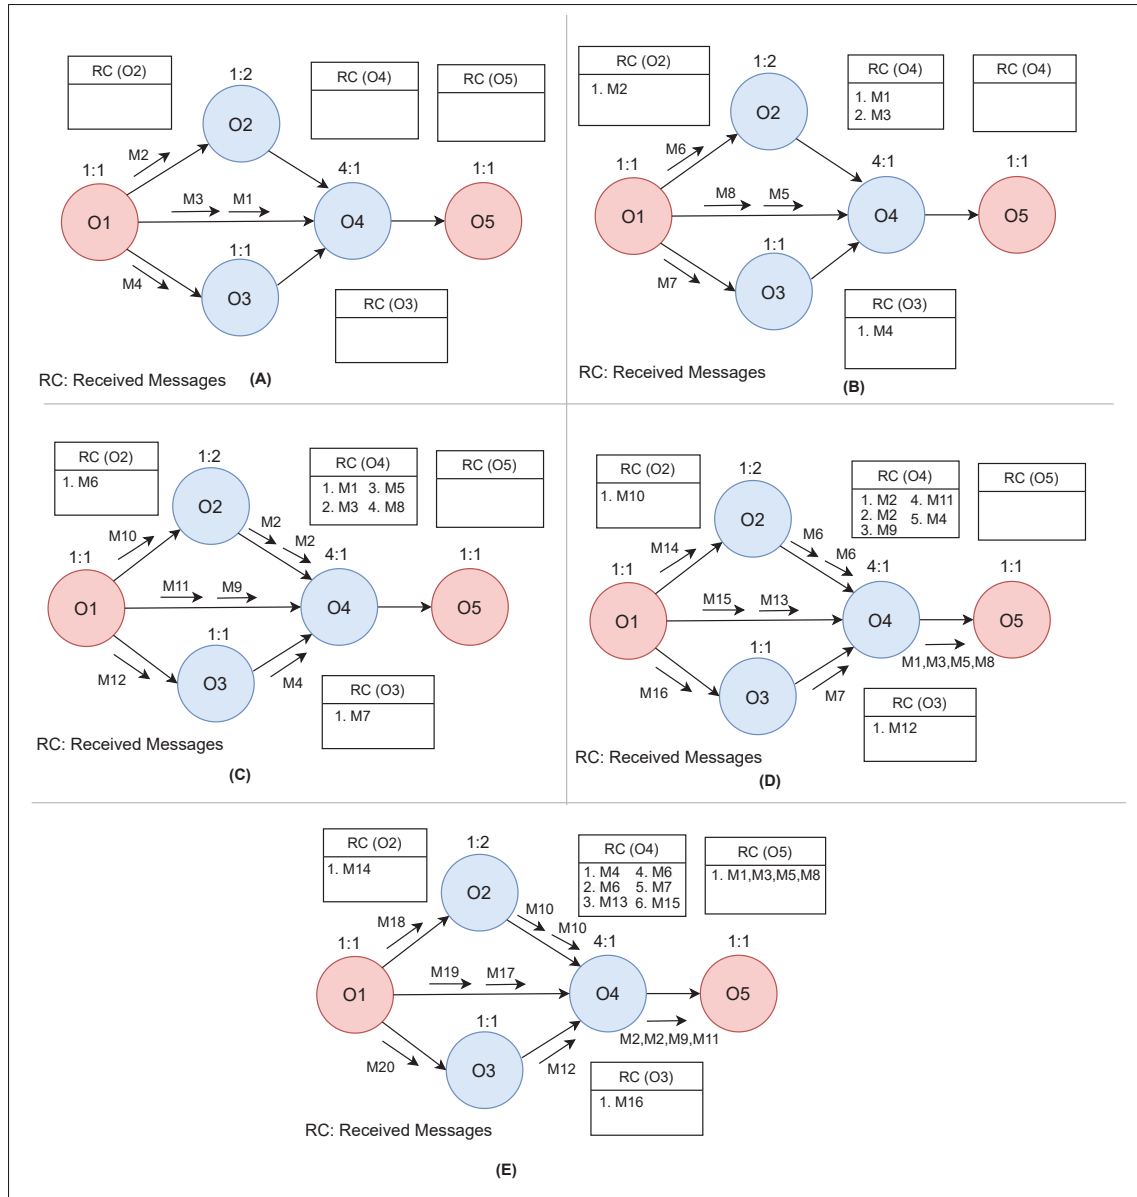 RC (O2)
1:2
RC (O4)
RC (O5)
O2
M2
1:1
4:1
1:1
M3
M1
O1
O4
O5
1:1
M4
O3
RC (O3)
RC: Received Messages
(A)
RC (O2)
1. M2
1:2
RC (O4)
1. M1
2. M3
RC (O4)
O2
M6
1:1
4:1
1:1
M8
M5
O1
O4
O5
1:1
M7
O3
RC (O3)
1. M4
RC: Received Messages
(B)
RC (O2)
1. M6
1:2
RC (O4)
1. M1 3. M5
2. M3 4. M8
RC (O5)
O2
M2
M2
M10
1:1
4:1
1:1
M11
M9
O1
O4
O5
1:1
M12
O3
M4
RC (O3)
1. M7
RC: Received Messages
(C)
RC (O2)
1. M10
1:2
RC (O4)
1. M2 4. M11
2. M2 5. M4
3. M9
RC (O5)
O2
M6
M6
M14
1:1
4:1
1:1
M15
M13
O1
O4
O5
1:1
M1,M3,M5,M8
M16
O3
M7
RC (O3)
1. M12
RC: Received Messages
(D)
RC (O2)
1. M14
1:2
RC (O4)
1. M4 4. M6
2. M6 5. M7
3. M13 6. M15
RC (O5)
1. M1,M3,M5,M8
O2
M10
M10
M18
1:1
4:1
1:1
M19
M17
O1
O4
O5
1:1
M2,M2,M9,M11
M20
O3
M12
RC (O3)
1. M16
RC: Received Messages
(E)